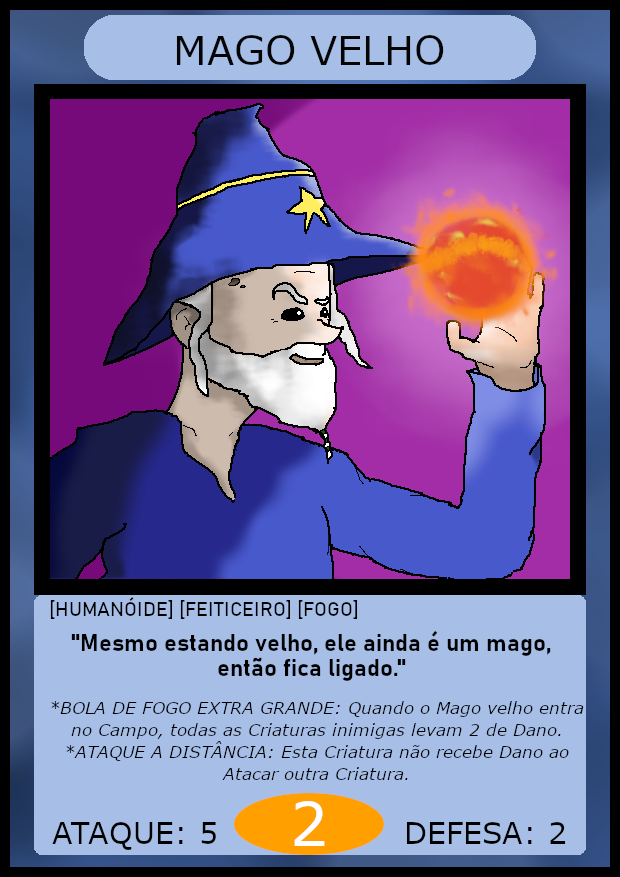 MAGO VELHO
[HUMANÓIDE] [FEITICEIRO] [FOGO]
"Mesmo estando velho, ele ainda é um mago,
então fica ligado."
*BOLA DE FOGO EXTRA GRANDE: Quando o Mago velho entra
no Campo, todas as Criaturas inimigas levam 2 de Dano.
*ATAQUE A DISTÂNCIA: Esta Criatura não recebe Dano ao
Atacar outra Criatura.
ATAQUE: 5 2 DEFESA: 2